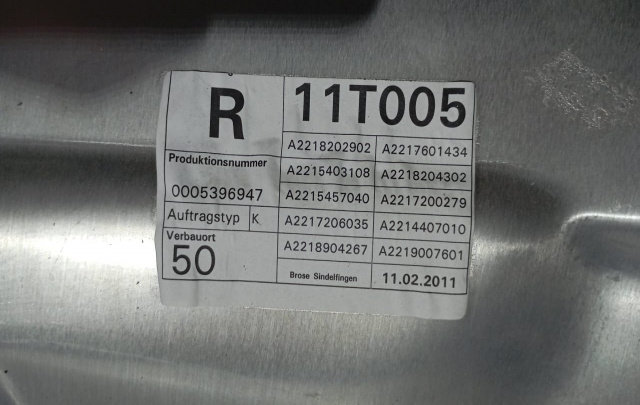 R
11T005
Produktionsnummer
0005396947
Auftragstyp K
Verbauort
50
A2218202902 A2217601434
A2215403108 A2218204302
A2215457040 A2217200279
A2217206035 A2214407010
A2218904267 A2219007601
Brose Sindelfingen 11.02.2011